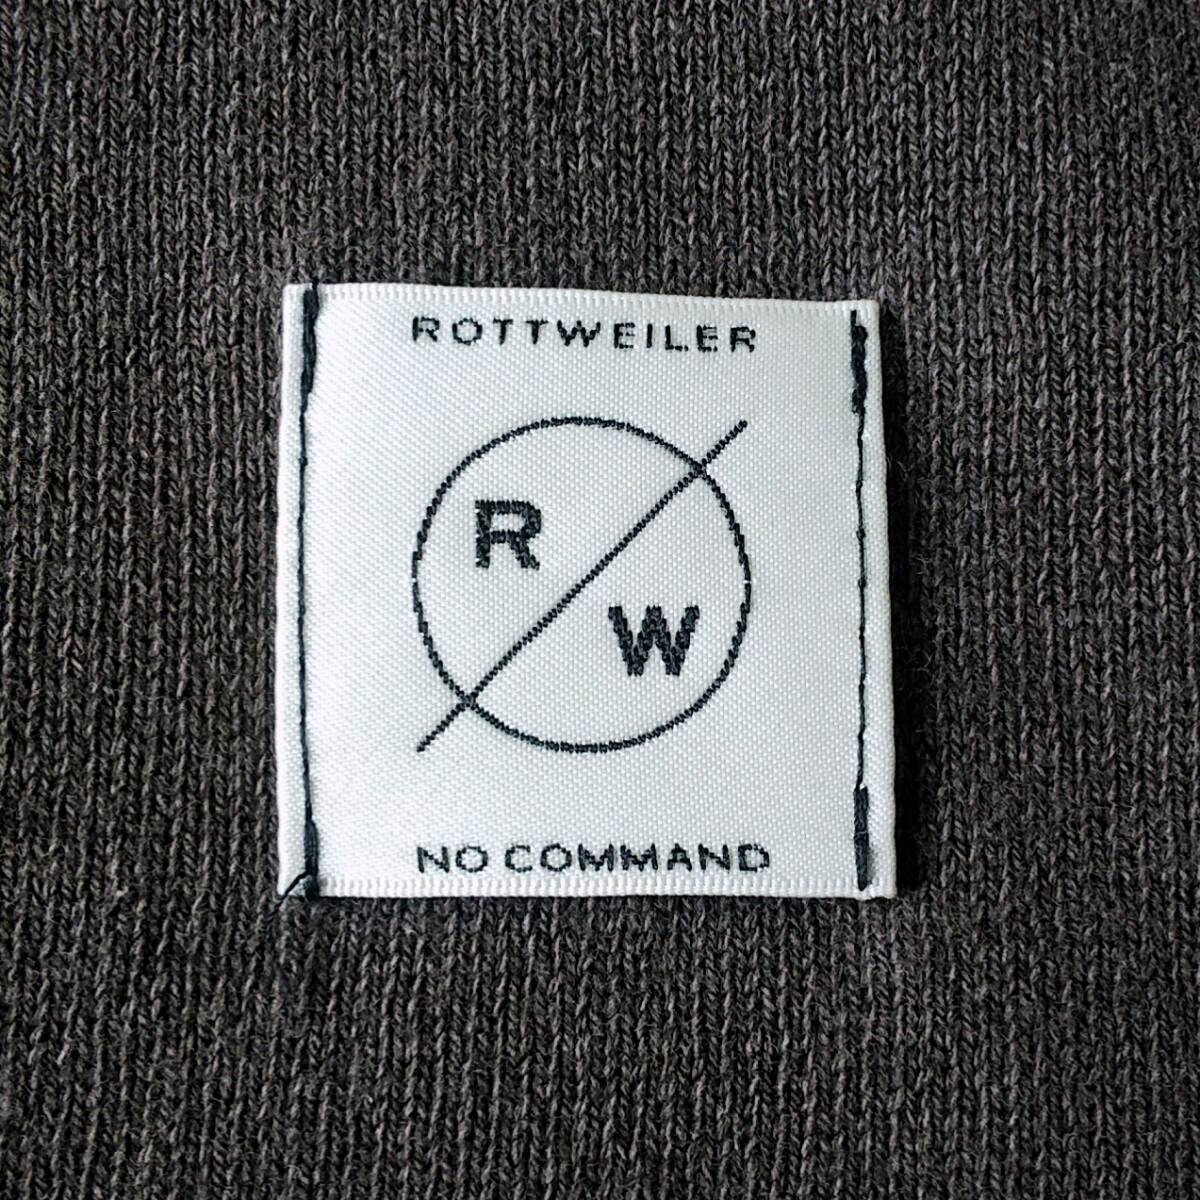 ROTTWEILER
R
W
NO COMMAND